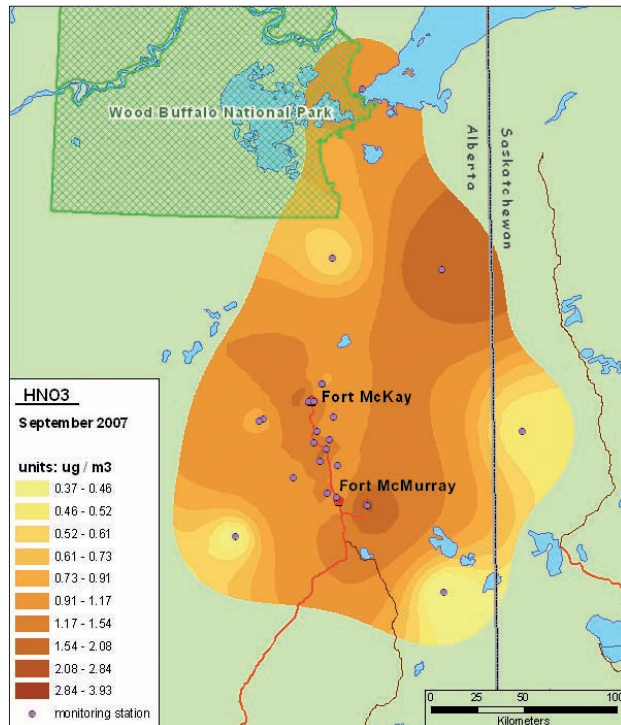 Wood Buffalo National Park
Alberta
Saskatchewan
Fort McKay
Fort McMurray
HNO3
September 2007
units: ug / m3
0.37 - 0.46
0.46 - 0.52
0.52 - 0.61
0.61 - 0.73
0.73 - 0.91
0.91 - 1.17
1.17 - 1.54
1.54 - 2.08
2.08 - 2.84
2.84 - 3.93
monitoring station
0 25 50 100
Kilometers